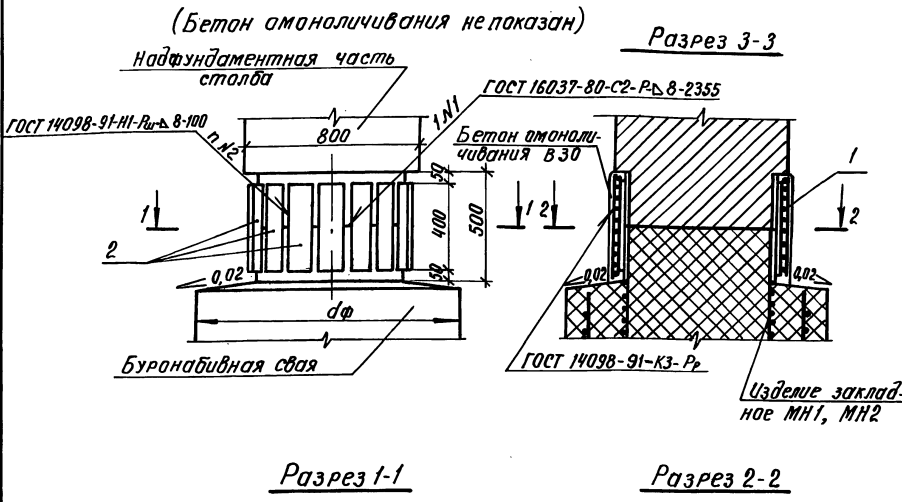 (Бетон омоноличивания не показан)
Разрез 3-3
Надфундаментная часть
столба
ГОСТ 16037-80-С2-Р-⊿8-2355
ГОСТ 14098-91-Н1-Рш-⊿ 8-100
п. №2
1 №1
800
Бетон омоноли-
чивания В30
1
50
400
50
500
1
1
2
2
2
0,02
0,02
0,02
dф
Буронабивная свая
ГОСТ 14098-91-К3-Рр
Изделие заклад-
ное МН1, МН2
Разрез 1-1
Разрез 2-2